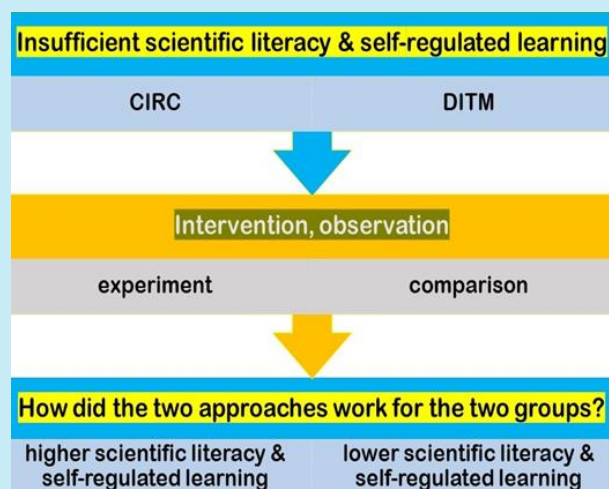 Insufficient scientific literacy & self-regulated learning
CIRC
DITM
Intervention, observation
experiment
comparison
How did the two approaches work for the two groups?
higher scientific literacy &
self-regulated learning
lower scientific literacy &
self-regulated learning